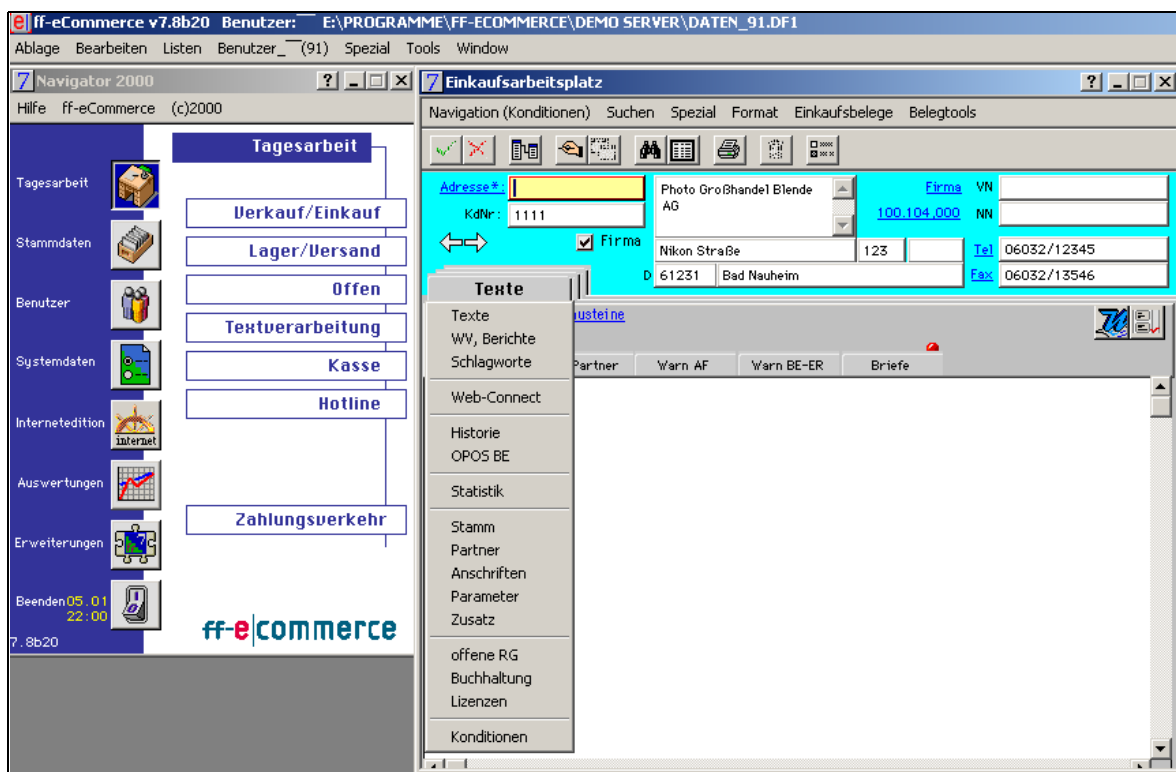 ff-eCommerce v7.8b20 Benutzer: E:\PROGRAMME\FF-ECOMMERCE\DEMO SERVER\DATEN_91.DF1
Ablage Bearbeiten Listen Benutzer_ (91) Spezial Tools Window
Navigator 2000
Hilfe ff-eCommerce (c)2000
Tagesarbeit
Tagesarbeit
Stammdaten
Benutzer
Systemdaten
Internetedition
internet
Auswertungen
Erweiterungen
Beenden 05.01
22:00
7.8b20
Verkauf/Einkauf
Lager/Versand
Offen
Textverarbeitung
Kasse
Hotline
Zahlungsverkehr
ff-e|commerce
Einkaufsarbeitsplatz
Navigation (Konditionen) Suchen Spezial Format Einkaufsbelege Belegtools
Adresse*:
KdNr: 1111
Firma
Photo Großhandel Blende
AG
Nikon Straße 123
D 61231 Bad Nauheim
Firma VN
100.104.000 NN
Tel 06032/12345
Fax 06032/13546
Texte
usteine
Partner Warn AF Warn BE-ER Briefe
Texte
WV, Berichte
Schlagworte
Web-Connect
Historie
OPOS BE
Statistik
Stamm
Partner
Anschriften
Parameter
Zusatz
offene RG
Buchhaltung
Lizenzen
Konditionen